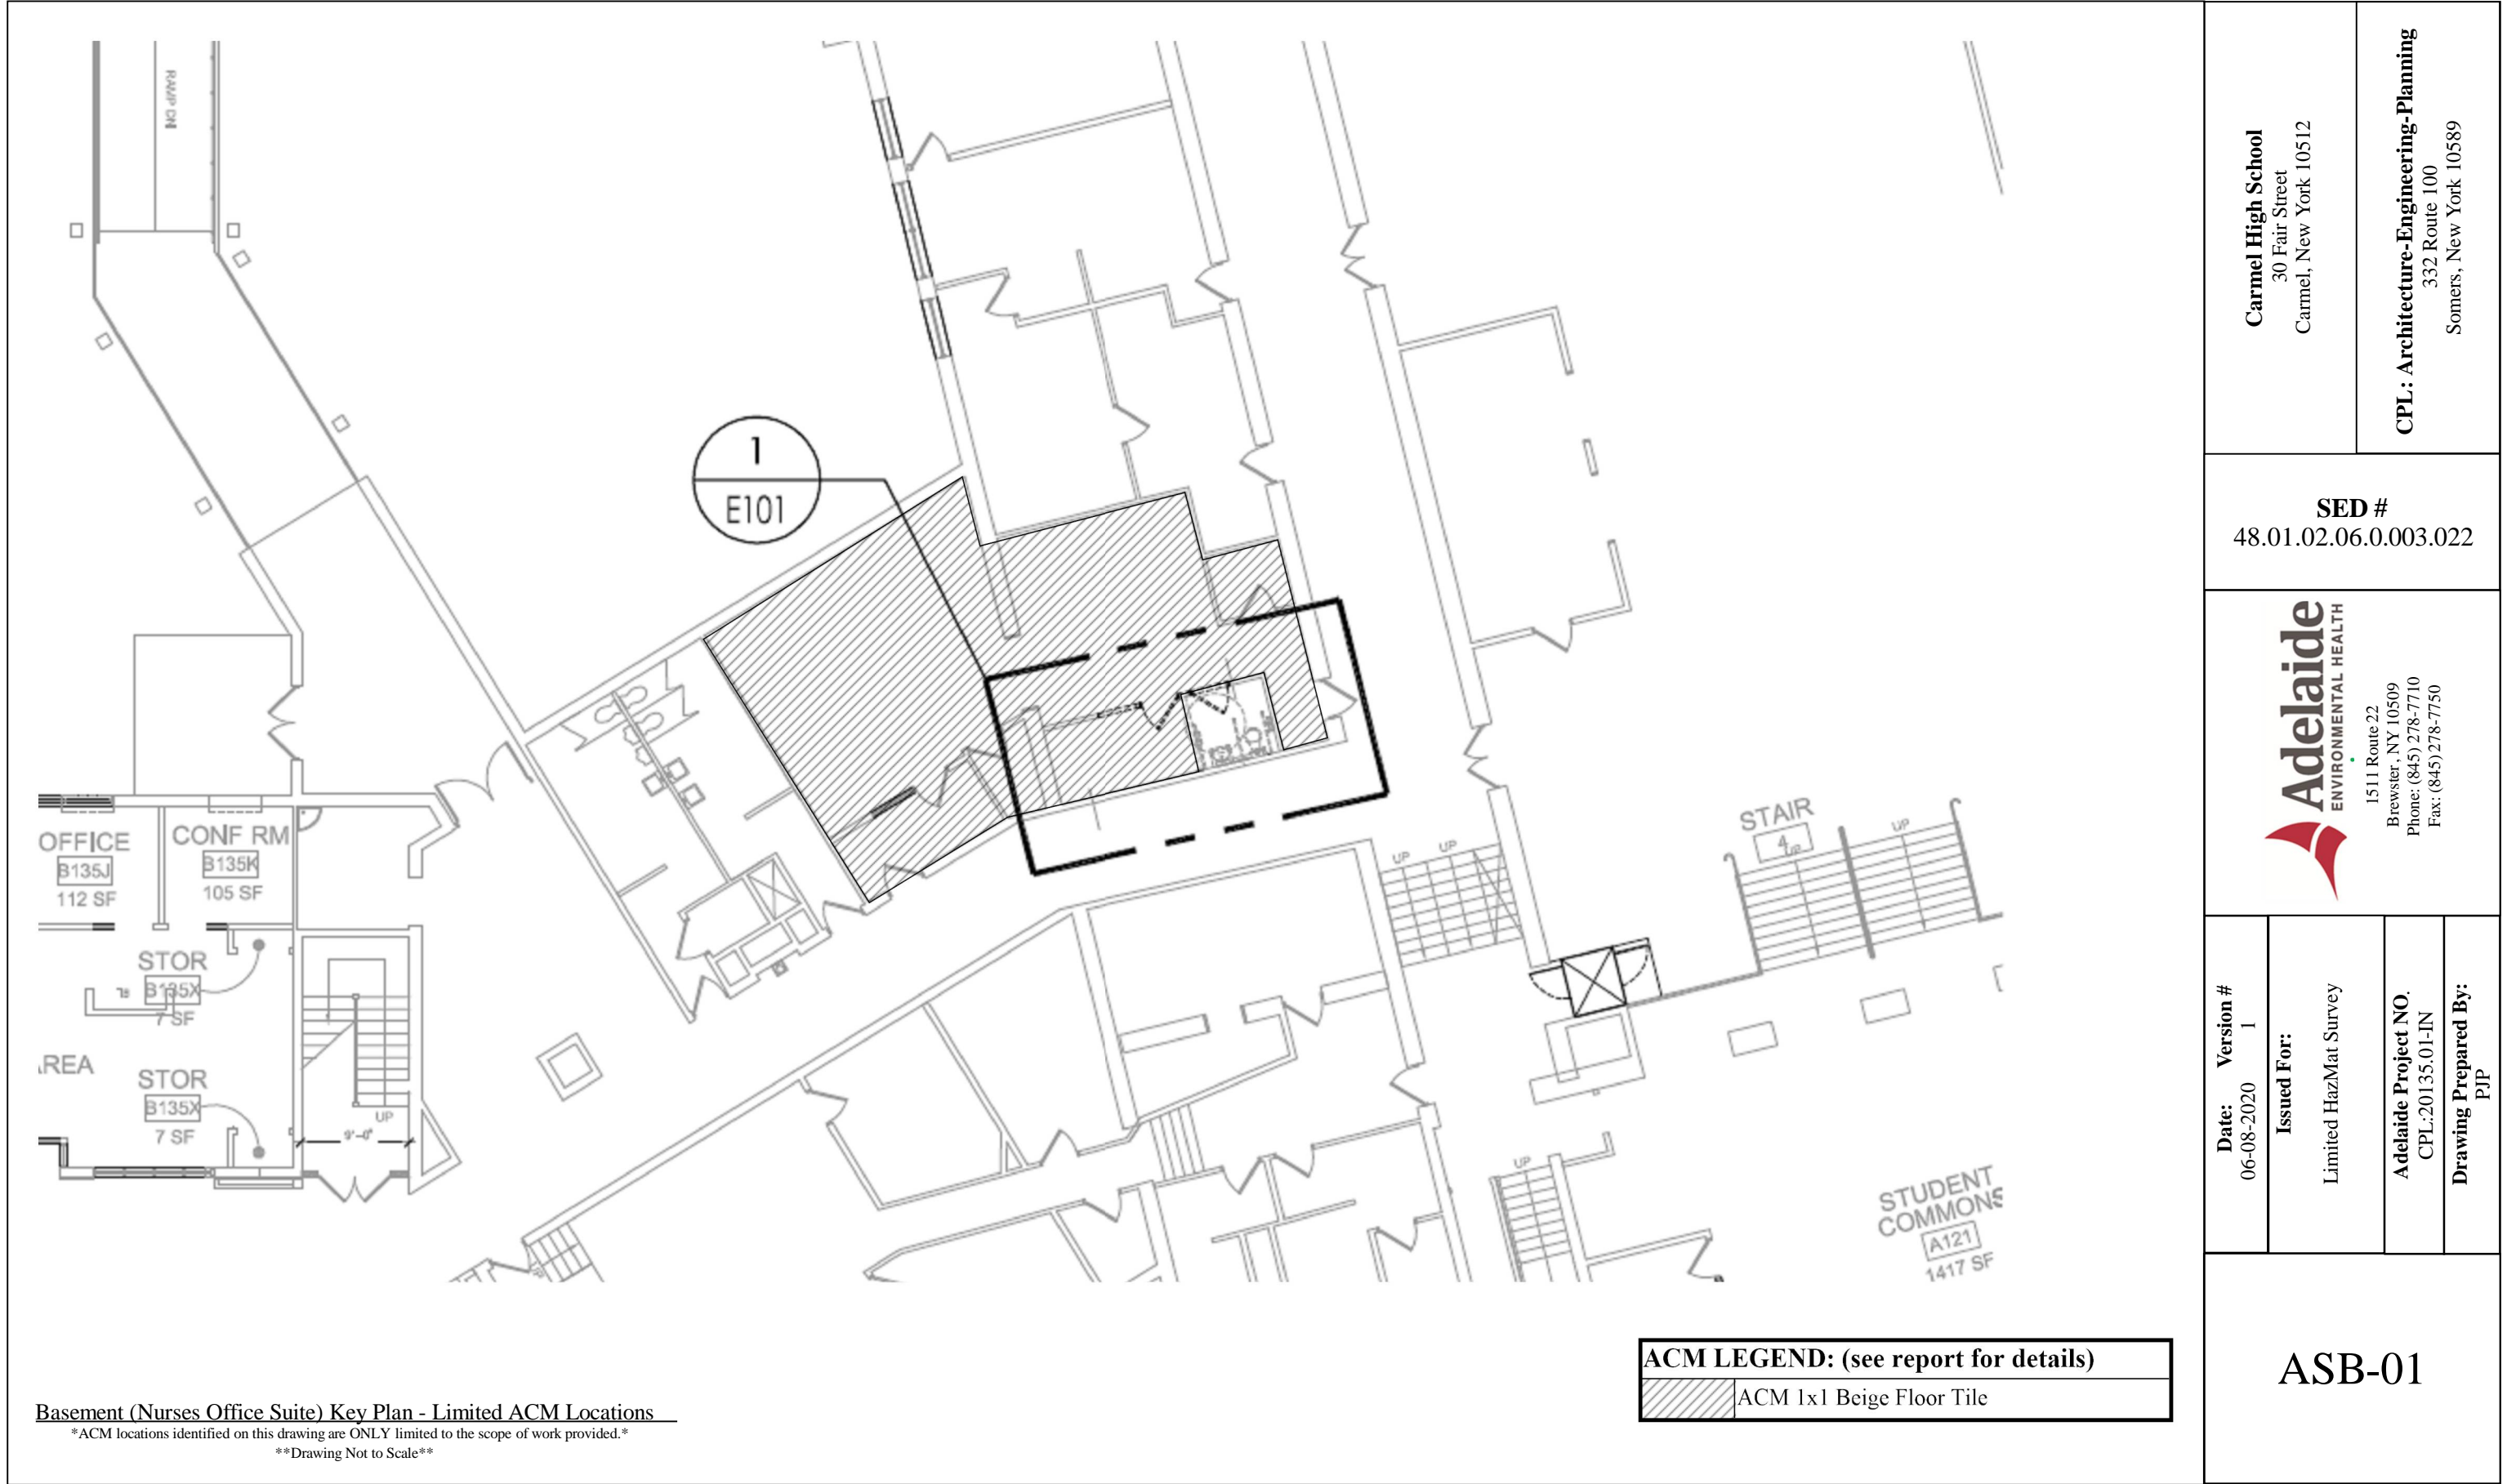 RAMP DN
1
E101
OFFICE
B135J
112 SF
CONF RM
B135K
105 SF
STOR
B135X
7 SF
AREA
STOR
B135X
7 SF
UP
9'-0"
UP
UP
STAIR
4
UP
UP
UP
STUDENT
COMMONS
A121
1417 SF
ACM LEGEND: (see report for details)
ACM 1x1 Beige Floor Tile
Basement (Nurses Office Suite) Key Plan - Limited ACM Locations
*ACM locations identified on this drawing are ONLY limited to the scope of work provided.*
**Drawing Not to Scale**
Carmel High School
30 Fair Street
Carmel, New York 10512
CPL: Architecture-Engineering-Planning
332 Route 100
Somers, New York 10589
SED #
48.01.02.06.0.003.022
Adelaide
ENVIRONMENTAL HEALTH
1511 Route 22
Brewster, NY 10509
Phone: (845) 278-7710
Fax: (845) 278-7750
Date: Version #
06-08-2020 1
Issued For:
Limited HazMat Survey
Adelaide Project NO.
CPL:20135.01-IN
Drawing Prepared By:
PJP
ASB-01